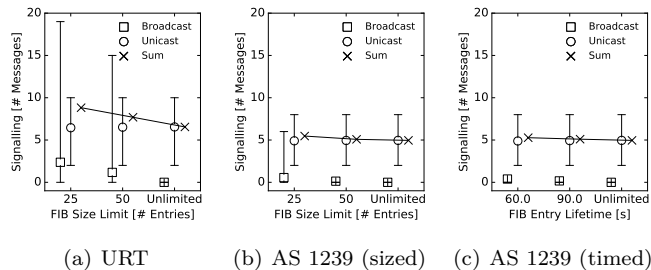 Signalling [# Messages]
20
15
10
5
0
Broadcast
Unicast
Sum
25 50 Unlimited
FIB Size Limit [# Entries]
(a) URT
Signalling [# Messages]
20
15
10
5
0
Broadcast
Unicast
Sum
25 50 Unlimited
FIB Size Limit [# Entries]
(b) AS 1239 (sized)
Signalling [# Messages]
20
15
10
5
0
Broadcast
Unicast
Sum
60.0 90.0 Unlimited
FIB Entry Lifetime [s]
(c) AS 1239 (timed)